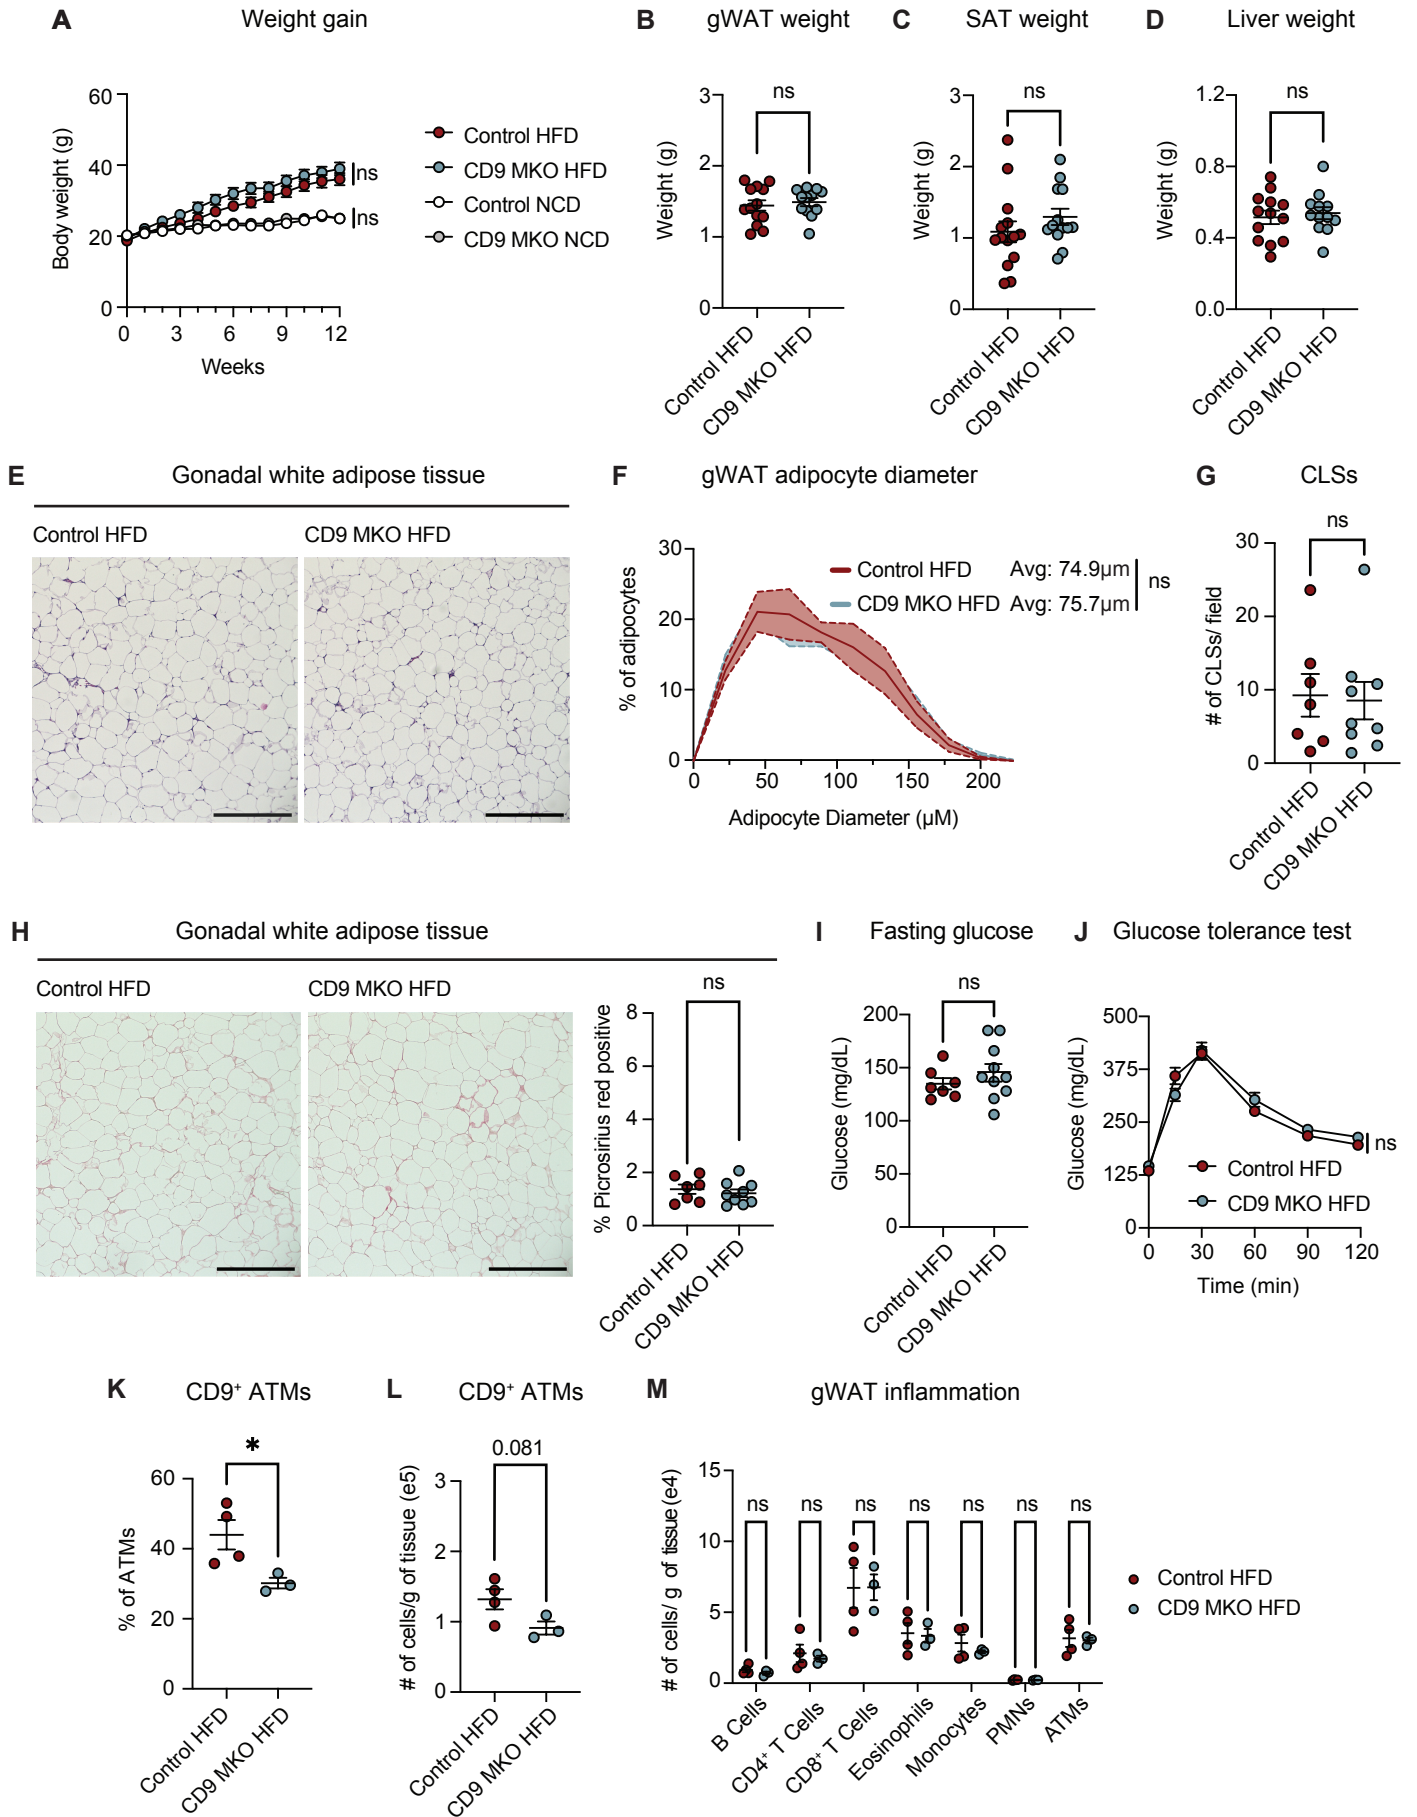 A Weight gain
Body weight (g)
60
40
20
0
0 3 6 9 12
Weeks
ns
ns
Control HFD
CD9 MKO HFD
Control NCD
CD9 MKO NCD
B gWAT weight
Weight (g)
3
2
1
0
ns
Control HFD
CD9 MKO HFD
C SAT weight
Weight (g)
3
2
1
0
ns
Control HFD
CD9 MKO HFD
D Liver weight
Weight (g)
1.2
0.8
0.4
0.0
ns
Control HFD
CD9 MKO HFD
E Gonadal white adipose tissue
Control HFD CD9 MKO HFD
F gWAT adipocyte diameter
% of adipocytes
30
20
10
0
0 50 100 150 200
Adipocyte Diameter (µM)
Control HFD Avg: 74.9µm
CD9 MKO HFD Avg: 75.7µm
ns
G CLSs
# of CLSs/ field
30
20
10
0
ns
Control HFD
CD9 MKO HFD
H Gonadal white adipose tissue
Control HFD CD9 MKO HFD
% Picrosirius red positive
8
6
4
2
0
ns
Control HFD
CD9 MKO HFD
I Fasting glucose
Glucose (mg/dL)
200
150
100
50
0
ns
Control HFD
CD9 MKO HFD
J Glucose tolerance test
Glucose (mg/dL)
500
375
250
125
0
0 30 60 90 120
Time (min)
ns
Control HFD
CD9 MKO HFD
K CD9⁺ ATMs
% of ATMs
60
40
20
0
*
Control HFD
CD9 MKO HFD
L CD9⁺ ATMs
# of cells/g of tissue (e5)
3
2
1
0
0.081
Control HFD
CD9 MKO HFD
M gWAT inflammation
# of cells/ g of tissue (e4)
15
10
5
0
ns ns ns ns ns ns ns
B Cells
CD4⁺ T Cells
CD8⁺ T Cells
Eosinophils
Monocytes
PMNs
ATMs
Control HFD
CD9 MKO HFD